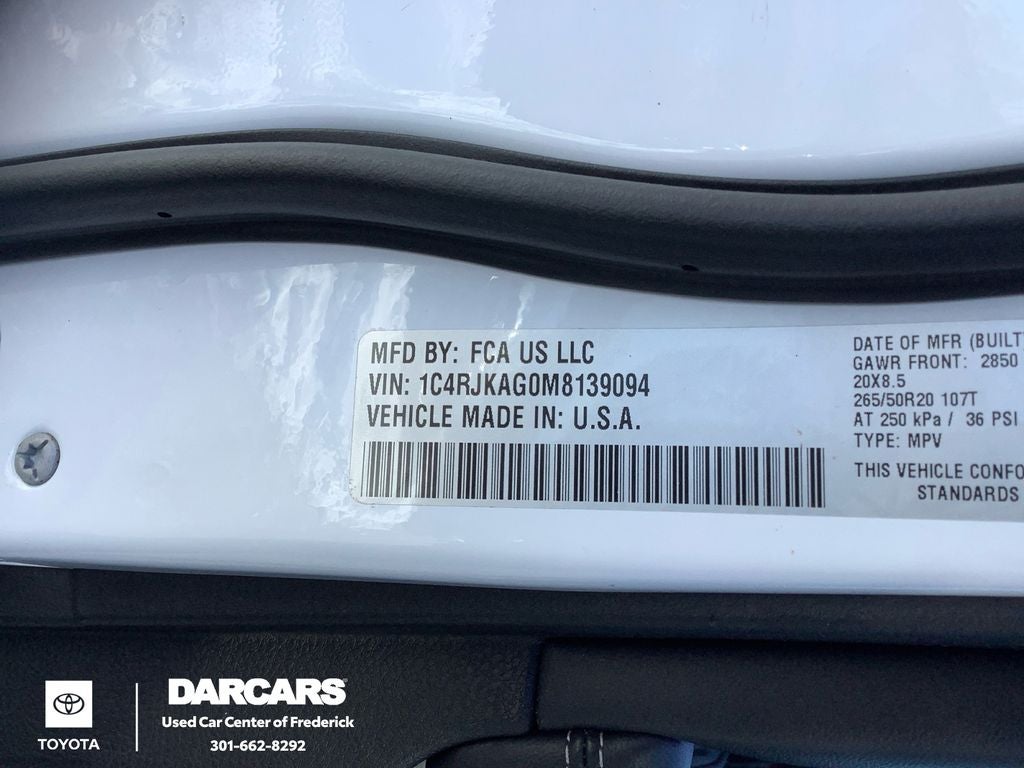 MFD BY: FCA US LLC
VIN: 1C4RJKAG0M8139094
VEHICLE MADE IN: U.S.A.
DATE OF MFR (BUILT
GAWR FRONT: 2850
20X8.5
265/50R20 107T
AT 250 kPa / 36 PSI
TYPE: MPV
THIS VEHICLE CONFO
STANDARDS
TOYOTA
DARCARS
Used Car Center of Frederick
301-662-8292